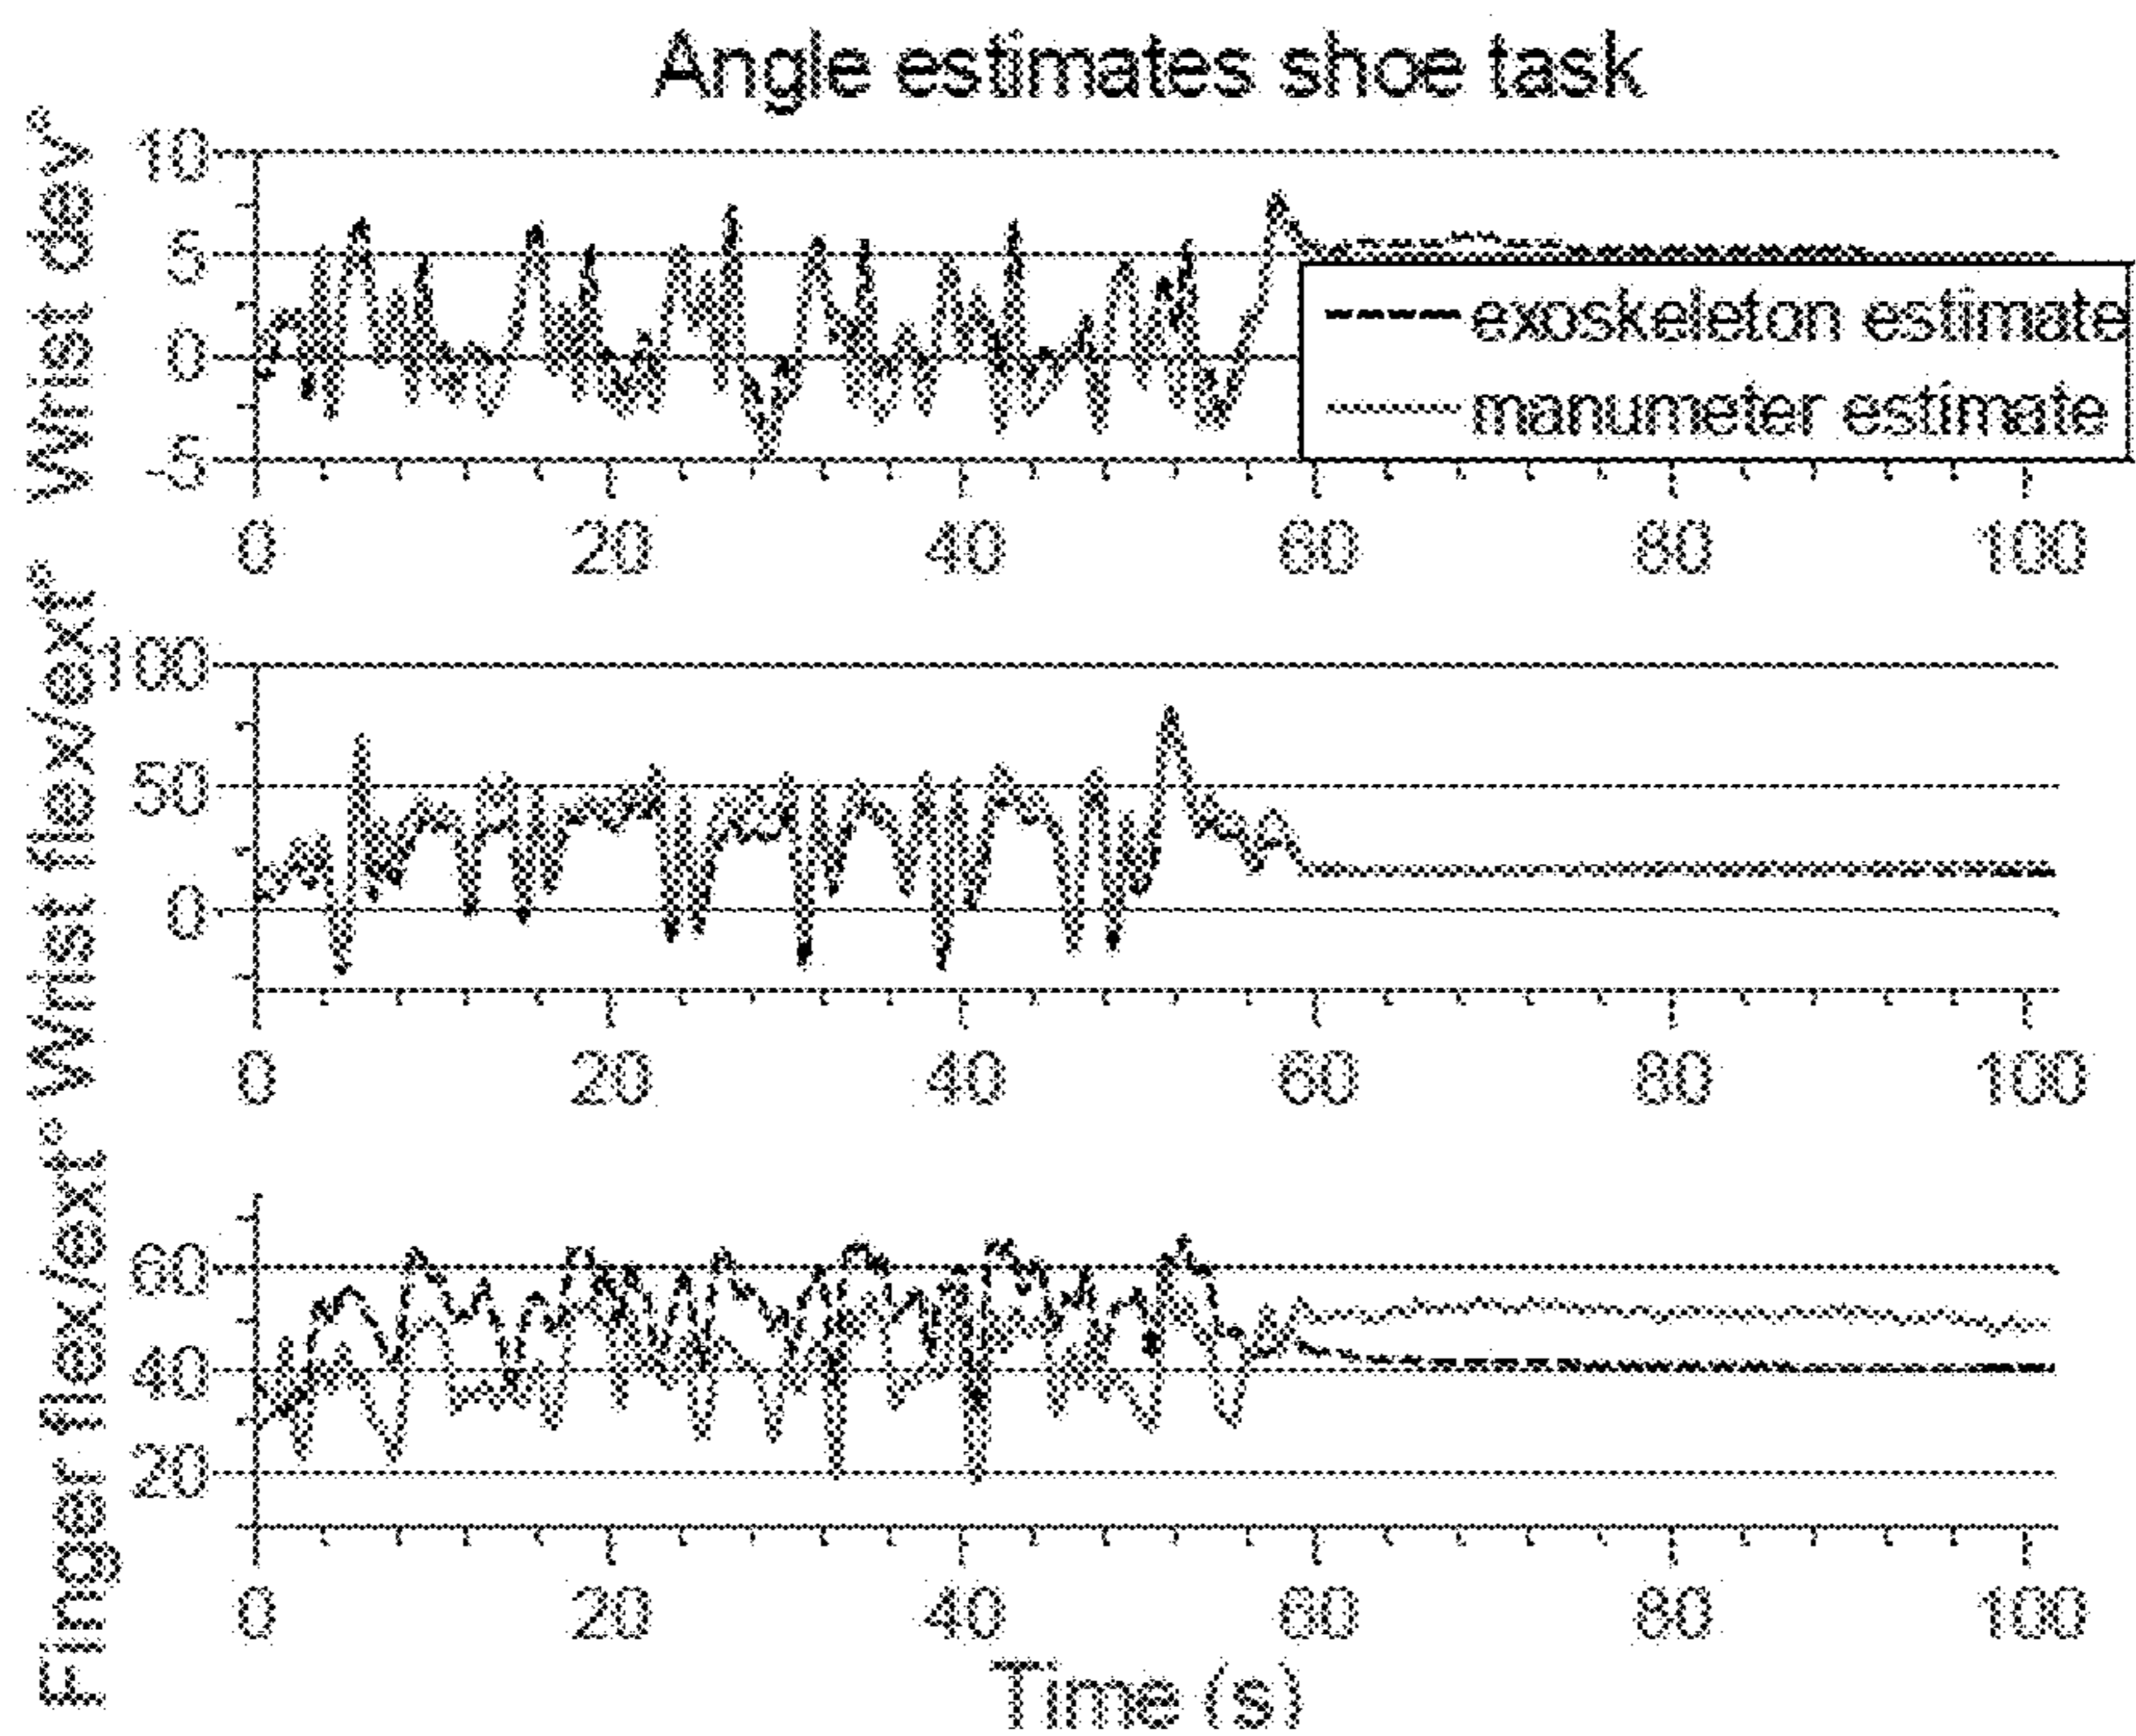 Angle estimates shoe task
Wrist dev°
10
5
0
-5
exoskeleton estimate
manumeter estimate
0 20 40 60 80 100
Wrist flex/ext°
100
50
0
0 20 40 60 80 100
Finger flex/ext°
60
40
20
0 20 40 60 80 100
Time (s)